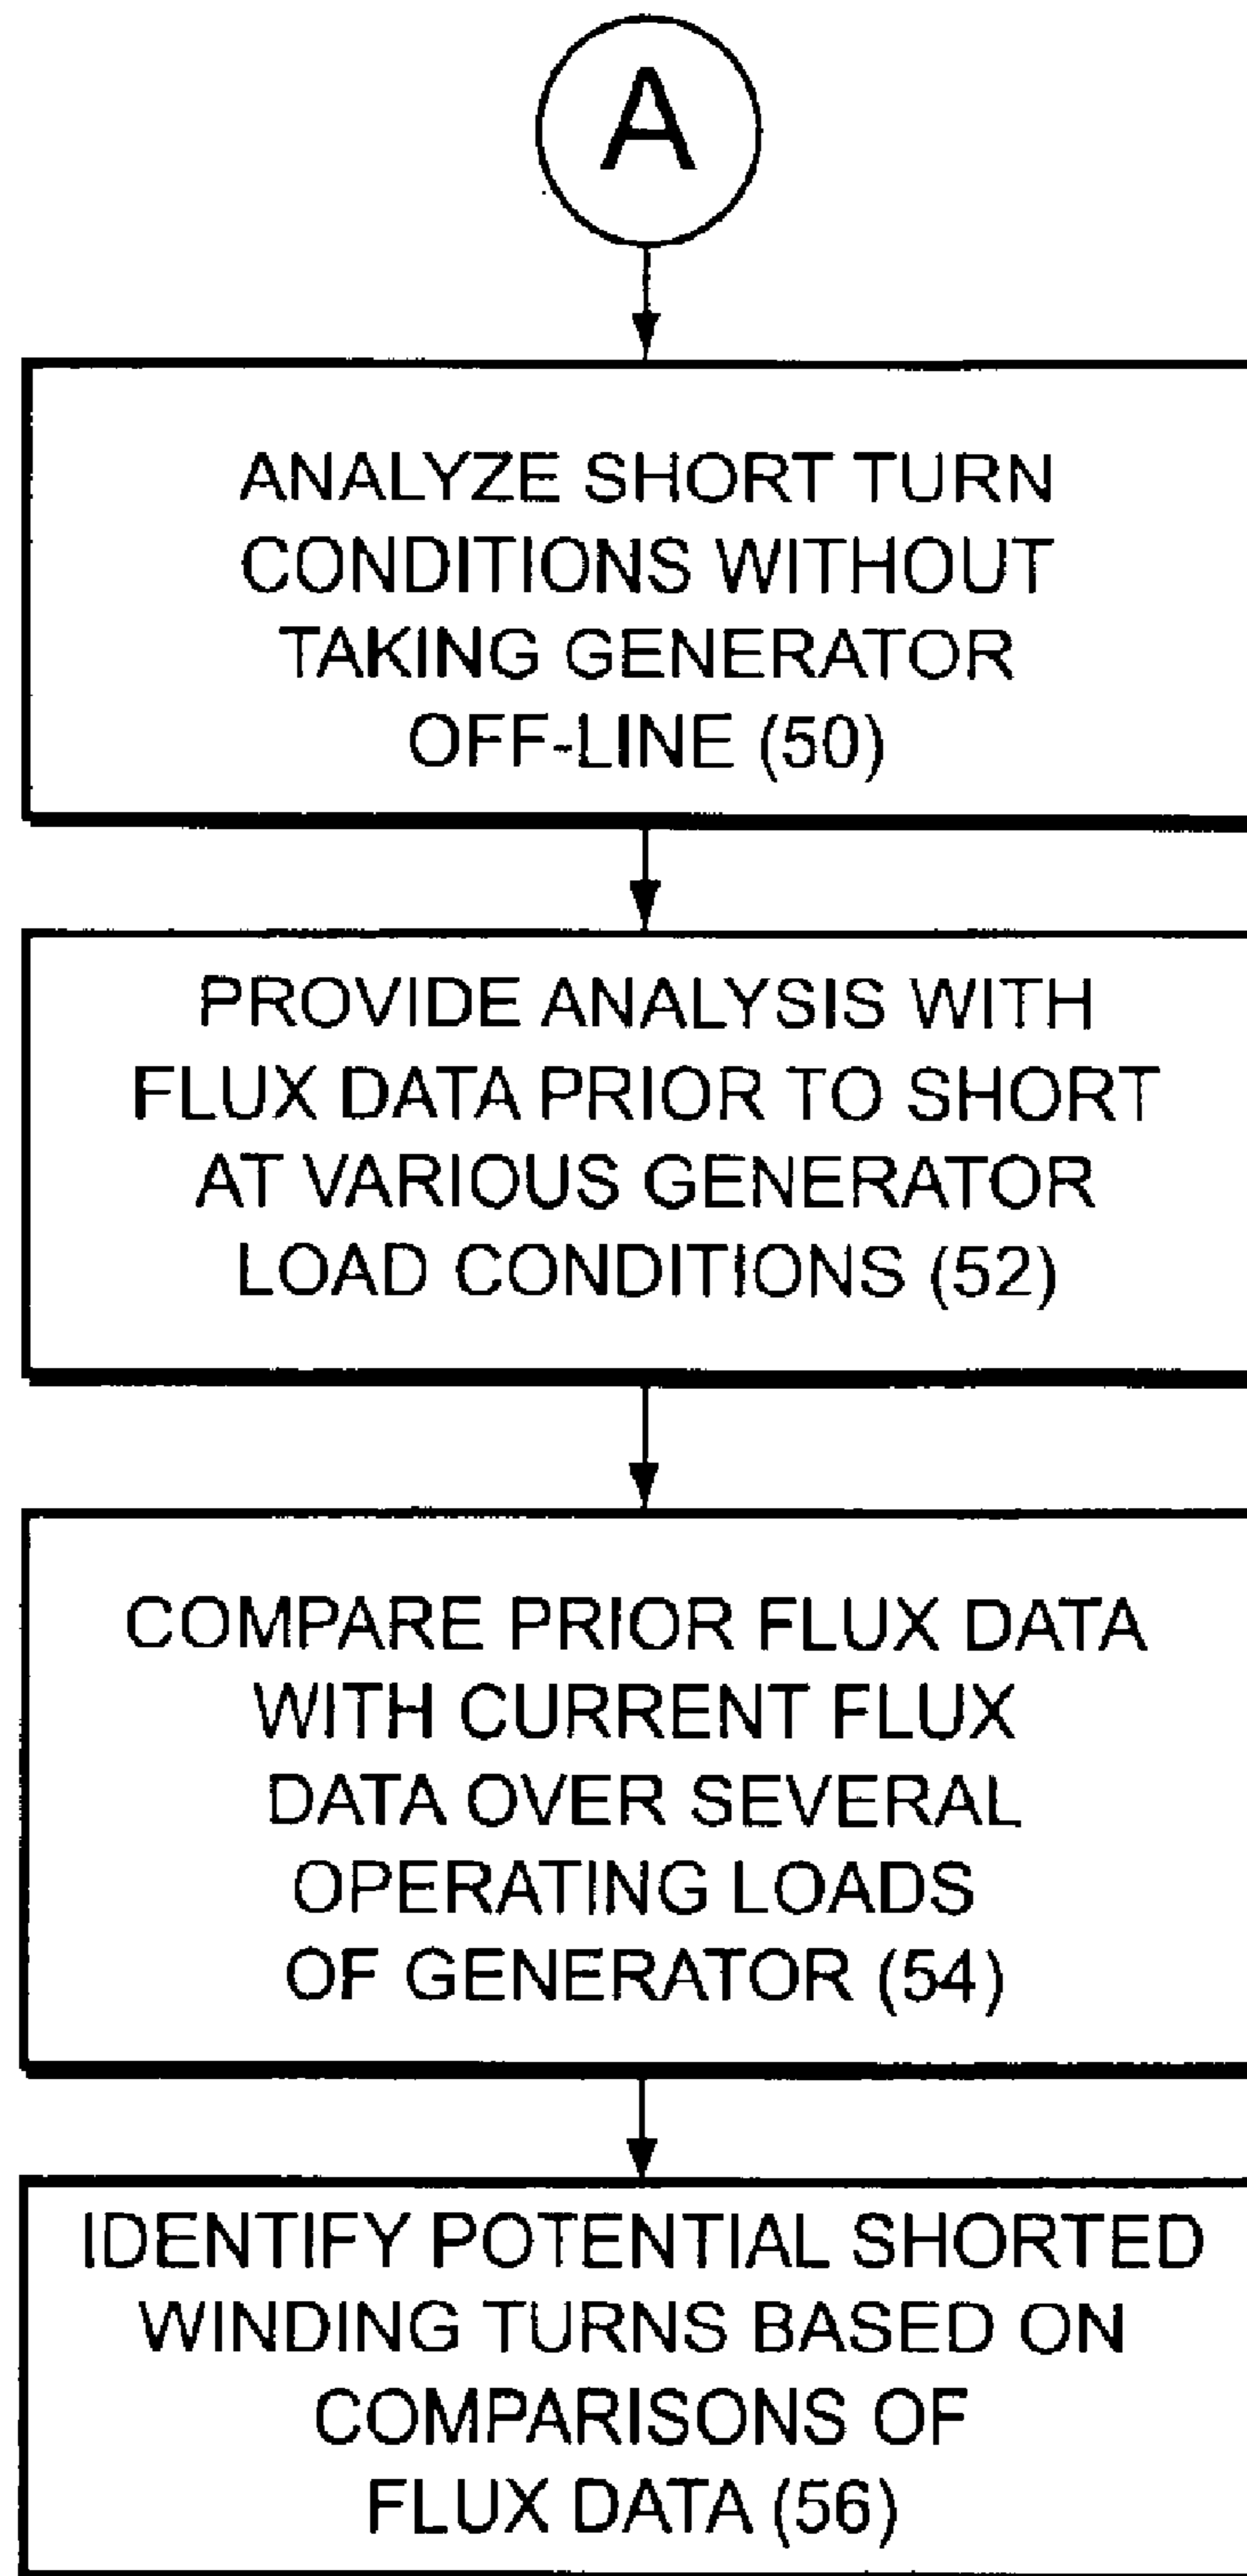 A
ANALYZE SHORT TURN
CONDITIONS WITHOUT
TAKING GENERATOR
OFF-LINE (50)
PROVIDE ANALYSIS WITH
FLUX DATA PRIOR TO SHORT
AT VARIOUS GENERATOR
LOAD CONDITIONS (52)
COMPARE PRIOR FLUX DATA
WITH CURRENT FLUX
DATA OVER SEVERAL
OPERATING LOADS
OF GENERATOR (54)
IDENTIFY POTENTIAL SHORTED
WINDING TURNS BASED ON
COMPARISONS OF
FLUX DATA (56)